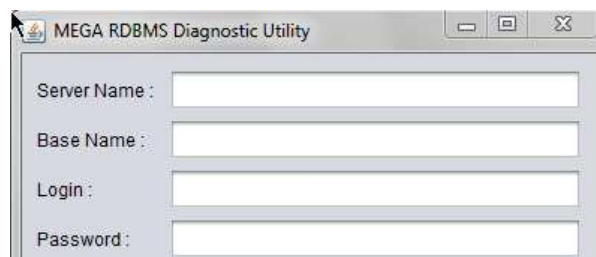 MEGA RDBMS Diagnostic Utility
Server Name :
Base Name :
Login :
Password :